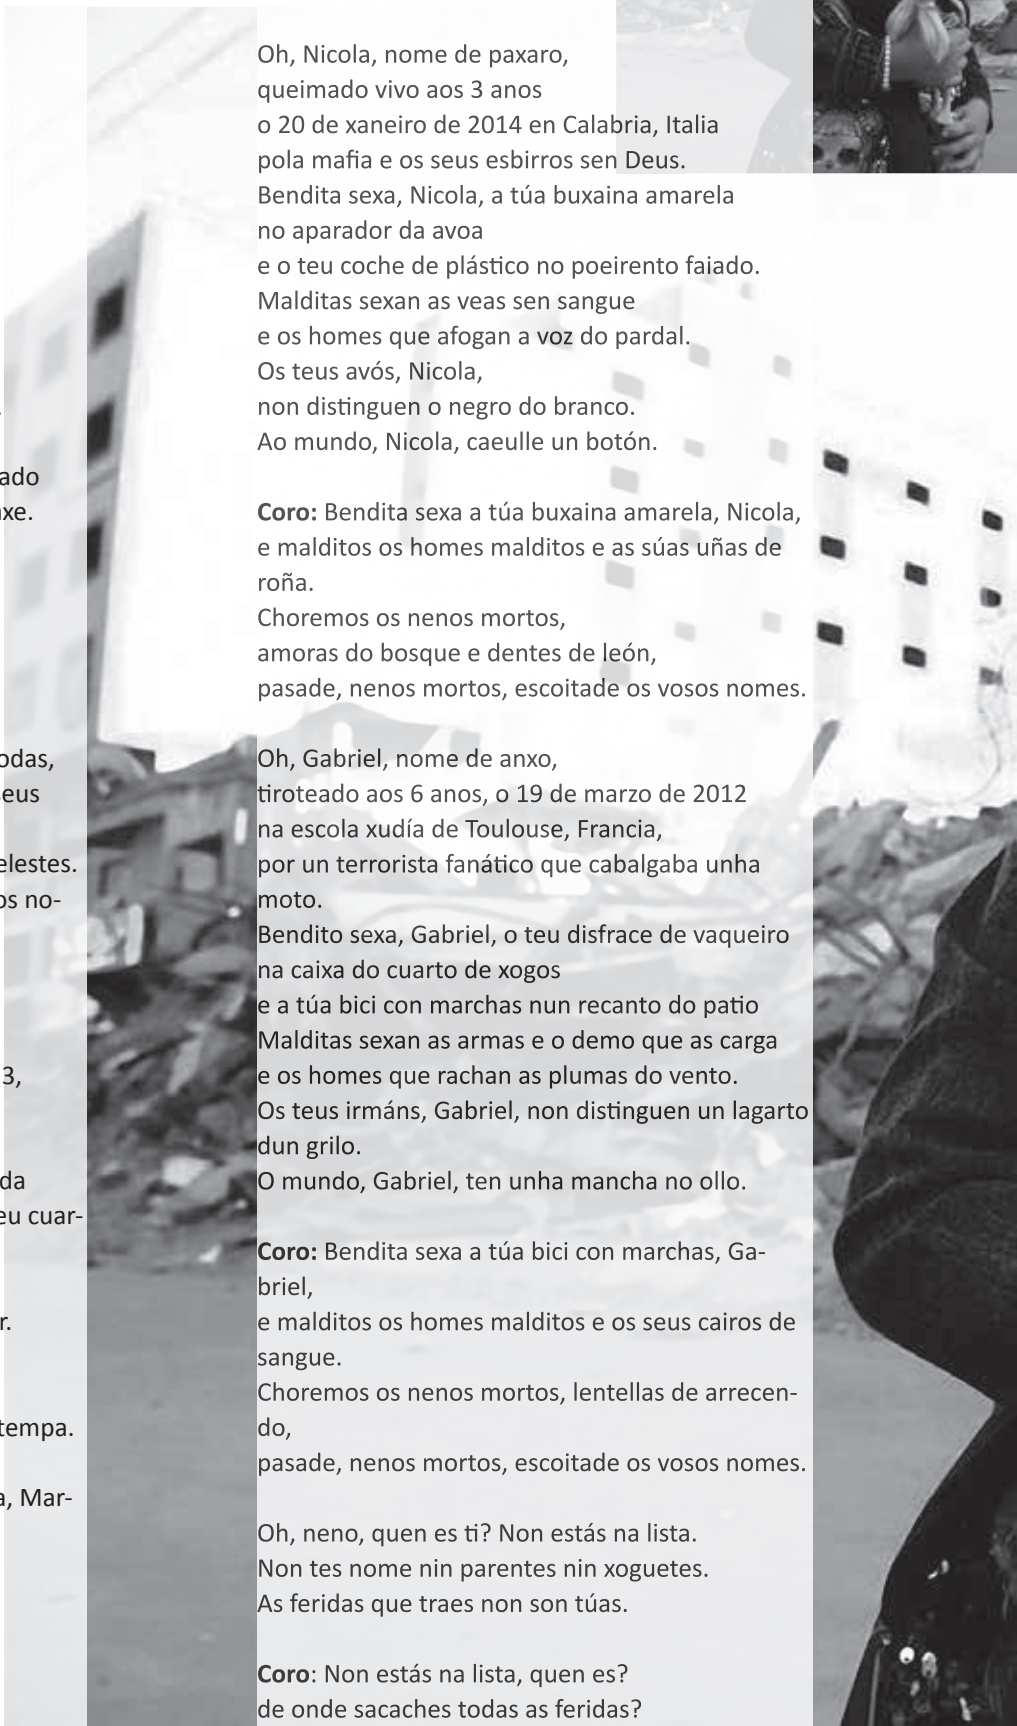 ado
xe.
odas,
eus
elestes.
os no-
3,
da
eu cuar-
r.
tempa.
a, Mar-
Oh, Nicola, nome de paxaro,
queimado vivo aos 3 anos
o 20 de xaneiro de 2014 en Calabria, Italia
pola mafia e os seus esbirros sen Deus.
Bendita sexa, Nicola, a túa buxaina amarela
no aparador da avoa
e o teu coche de plástico no poeirento faiado.
Malditas sexan as veas sen sangue
e os homes que afogan a voz do pardal.
Os teus avós, Nicola,
non distinguen o negro do branco.
Ao mundo, Nicola, caeulle un botón.
Coro: Bendita sexa a túa buxaina amarela, Nicola,
e malditos os homes malditos e as súas uñas de
roña.
Choremos os nenos mortos,
amoras do bosque e dentes de león,
pasade, nenos mortos, escoitade os vosos nomes.
Oh, Gabriel, nome de anxo,
tiroteado aos 6 anos, o 19 de marzo de 2012
na escola xudía de Toulouse, Francia,
por un terrorista fanático que cabalgaba unha
moto.
Bendito sexa, Gabriel, o teu disfrace de vaqueiro
na caixa do cuarto de xogos
e a túa bici con marchas nun recanto do patio
Malditas sexan as armas e o demo que as carga
e os homes que rachan as plumas do vento.
Os teus irmáns, Gabriel, non distinguen un lagarto
dun grilo.
O mundo, Gabriel, ten unha mancha no ollo.
Coro: Bendita sexa a túa bici con marchas, Ga-
briel,
e malditos os homes malditos e os seus cairos de
sangue.
Choremos os nenos mortos, lentellas de arrecen-
do,
pasade, nenos mortos, escoitade os vosos nomes.
Oh, neno, quen es ti? Non estás na lista.
Non tes nome nin parentes nin xoguetes.
As feridas que traes non son túas.
Coro: Non estás na lista, quen es?
de onde sacaches todas as feridas?